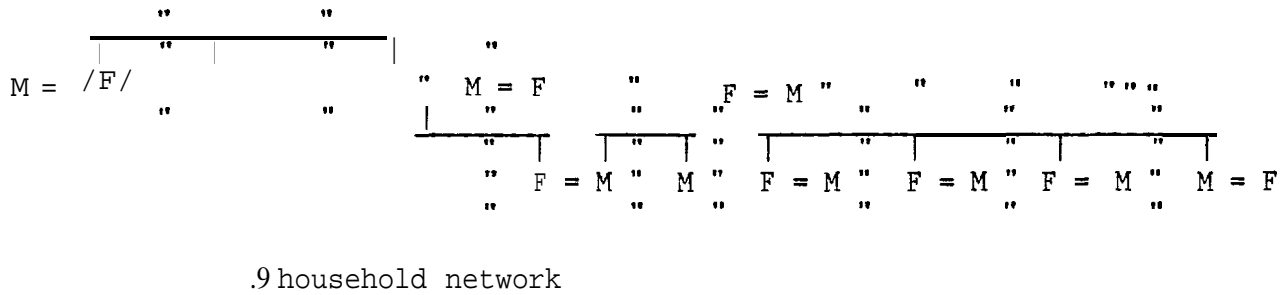 " "
" " "
M = /F/ " M = F " F = M " " " " " "
" " " " " " " "
" " " " " "
" F = M " M " F = M " F = M " F = M " M = F
" " " " " "
.9 household network